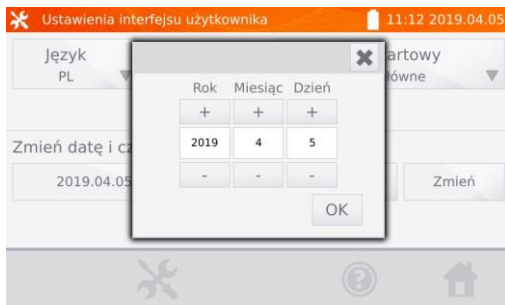 Ustawienia interfejsu użytkownika 11:12 2019.04.05
Język
PL
artowy
łówne
Rok Miesiąc Dzień
+ + +
2019 4 5
- - -
OK
Zmień datę i cz
2019.04.05
Zmień